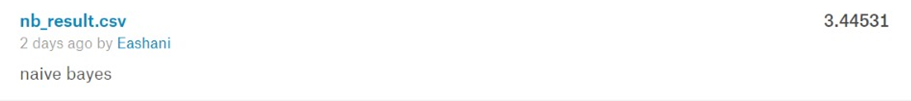 nb_result.csv 3.44531
2 days ago by Eashani
naive bayes